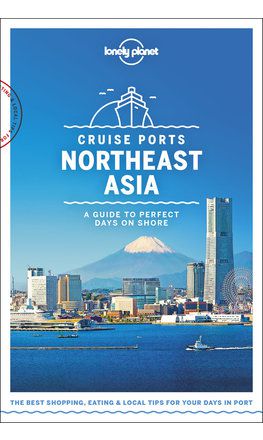 lonely planet
CRUISE PORTS
NORTHEAST
ASIA
A GUIDE TO PERFECT
DAYS ON SHORE
THE BEST SHOPPING, EATING & LOCAL TIPS FOR YOUR DAYS IN PORT